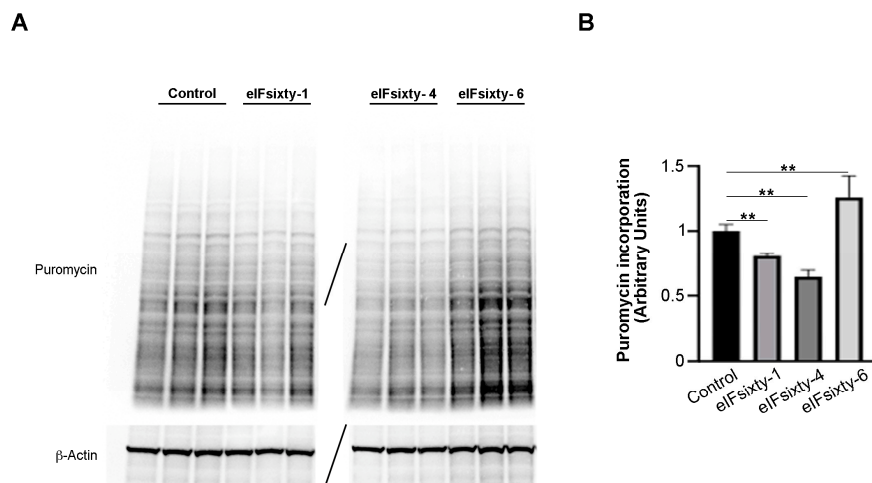 A
B
Control
eIFsixty-1
eIFsixty- 4
eIFsixty- 6
Puromycin
β-Actin
Puromycin incorporation
(Arbitrary Units)
1.5
1
0.5
0
**
**
**
Control
eIFsixty-1
eIFsixty-4
eIFsixty-6